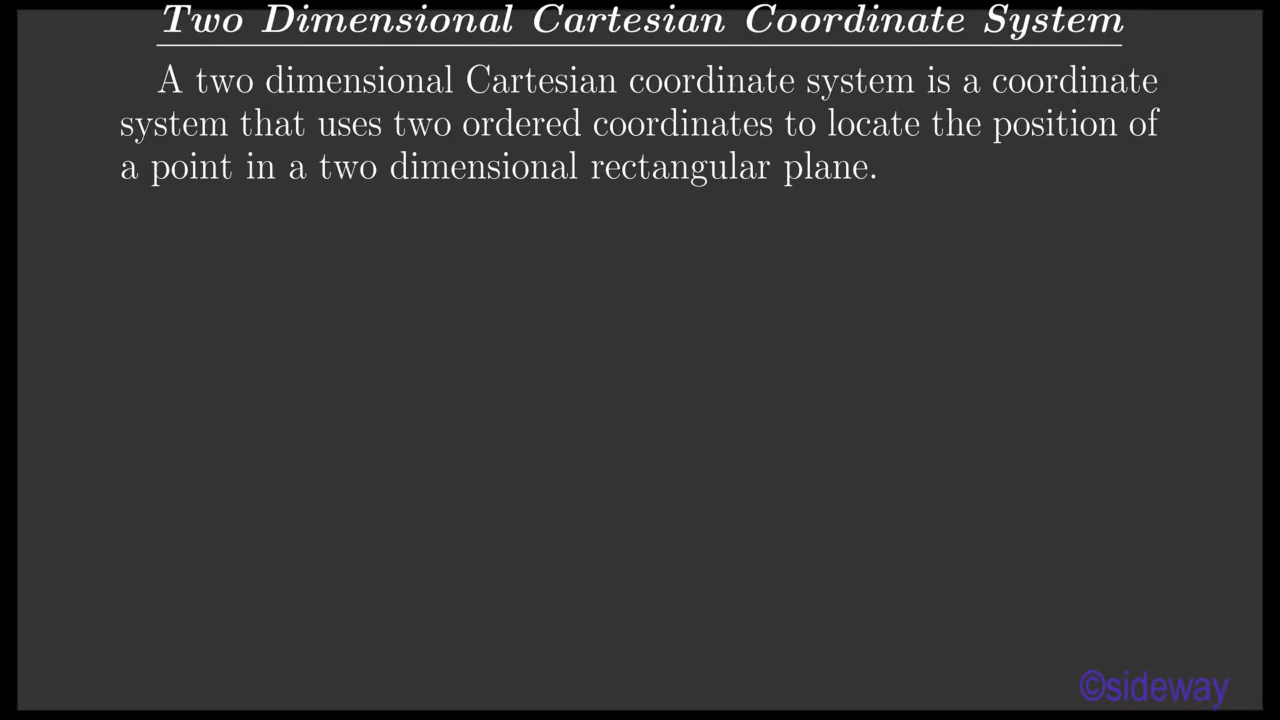 Two Dimensional Cartesian Coordinate System
A two dimensional Cartesian coordinate system is a coordinate
system that uses two ordered coordinates to locate the position of
a point in a two dimensional rectangular plane.
©sideway